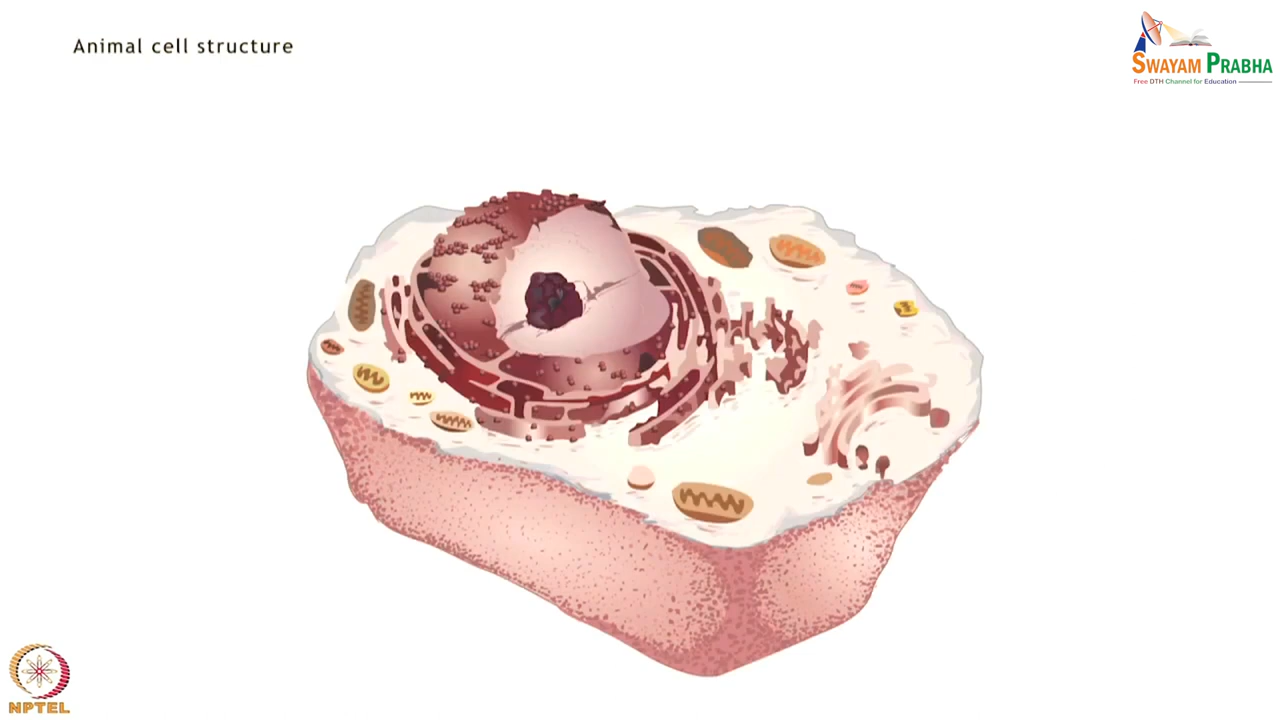 Animal cell structure
SWAYAM PRABHA
Free DTH Channel for Education
NPTEL